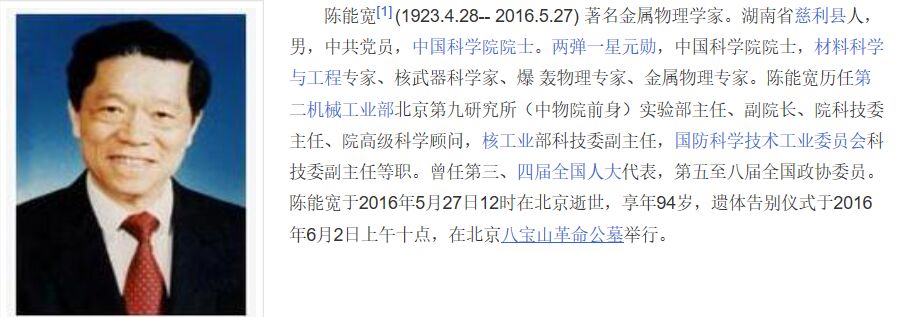 陈能宽[1] (1923.4.28-- 2016.5.27) 著名金属物理学家。湖南省慈利县人，
男，中共党员，中国科学院院士。两弹一星元勋，中国科学院院士，材料科学
与工程专家、核武器科学家、爆 轰物理专家、金属物理专家。陈能宽历任第
二机械工业部北京第九研究所（中物院前身）实验部主任、副院长、院科技委
主任、院高级科学顾问，核工业部科技委副主任，国防科学技术工业委员会科
技委副主任等职。曾任第三、四届全国人大代表，第五至八届全国政协委员。
陈能宽于2016年5月27日12时在北京逝世，享年94岁，遗体告别仪式于2016
年6月2日上午十点，在北京八宝山革命公墓举行。